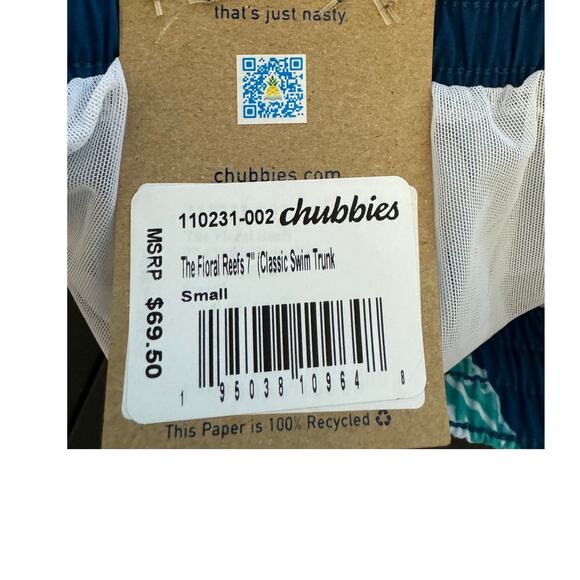 that's just nasty.
chubbies.com
110231-002 chubbies
The Floral Reefs 7" (Classic Swim Trunk
Small
MSRP $69.50
1 95038 10964 8
This Paper is 100% Recycled